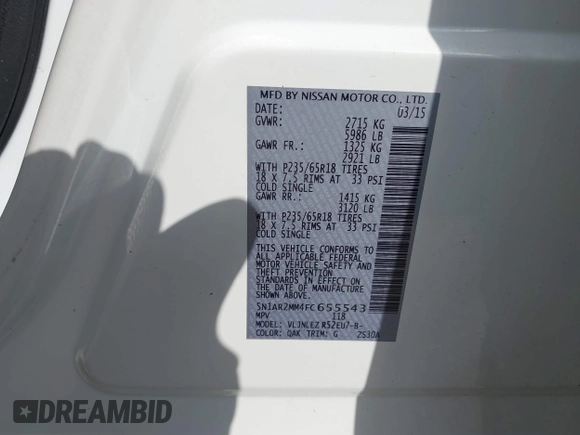 MFD BY NISSAN MOTOR CO., LTD.
DATE: 03/15
GVWR: 2715 KG
5986 LB
GAWR FR.: 1325 KG
2921 LB
WITH P235/65R18 TIRES
18 X 7.5 RIMS AT 33 PSI
COLD SINGLE
GAWR RR.: 1415 KG
3120 LB
WITH P235/65R18 TIRES
18 X 7.5 RIMS AT 33 PSI
COLD SINGLE
THIS VEHICLE CONFORMS TO
ALL APPLICABLE FEDERAL
MOTOR VEHICLE SAFETY AND
THEFT PREVENTION
STANDARDS IN EFFECT ON
THE DATE OF MANUFACTURE
SHOWN ABOVE.
5N1AR2MM4FC655543
MPV 118
MODEL: VLJNLEZ R52EU7-B-
COLOR: QAK TRIM: G 2S30A
DREAMBID